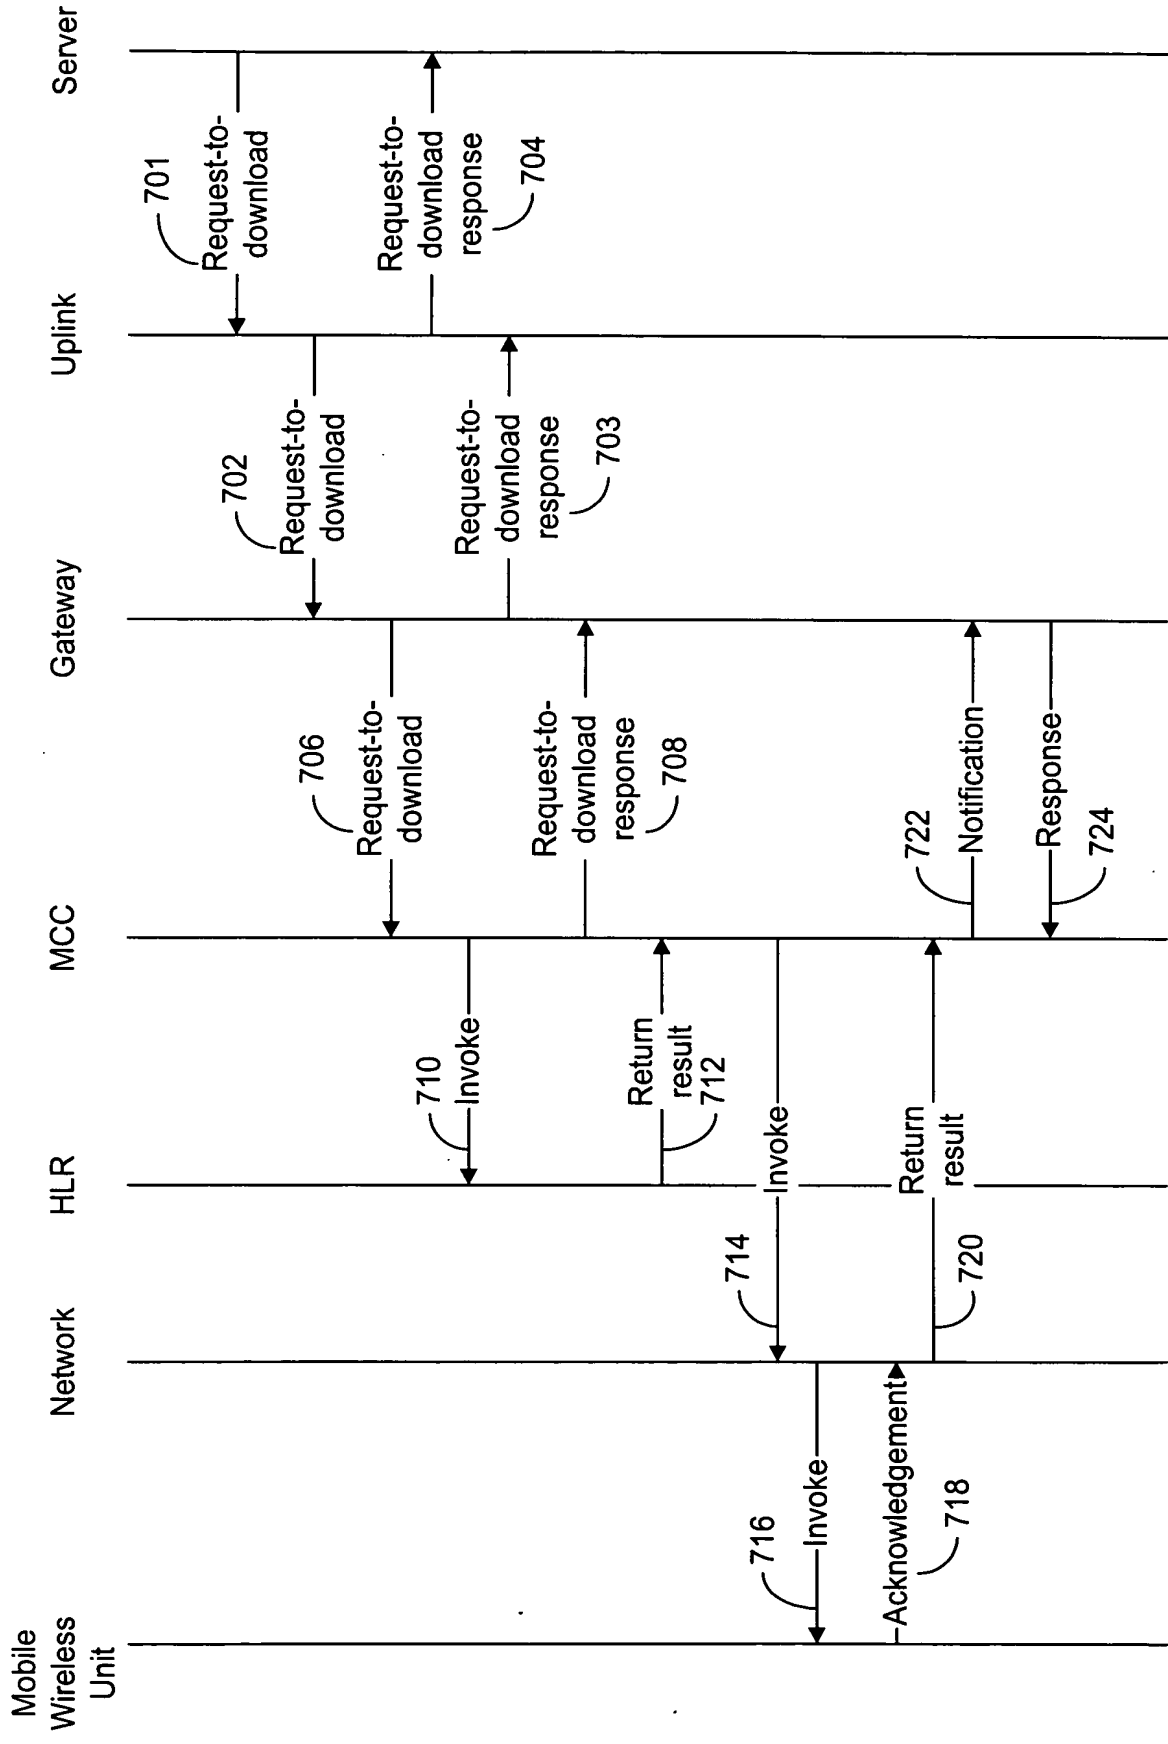 Mobile
Wireless
Unit
Network
HLR
MCC
Gateway
Uplink
Server
701
Request-to-
download
702
Request-to-
download
706
Request-to-
download
Request-to-
download
response
704
710
Invoke
Request-to-
download
response
703
Request-to-
download
response
708
Return
result
712
714
Invoke
716
Invoke
Acknowledgement
718
Return
result
720
722
Notification
Response
724